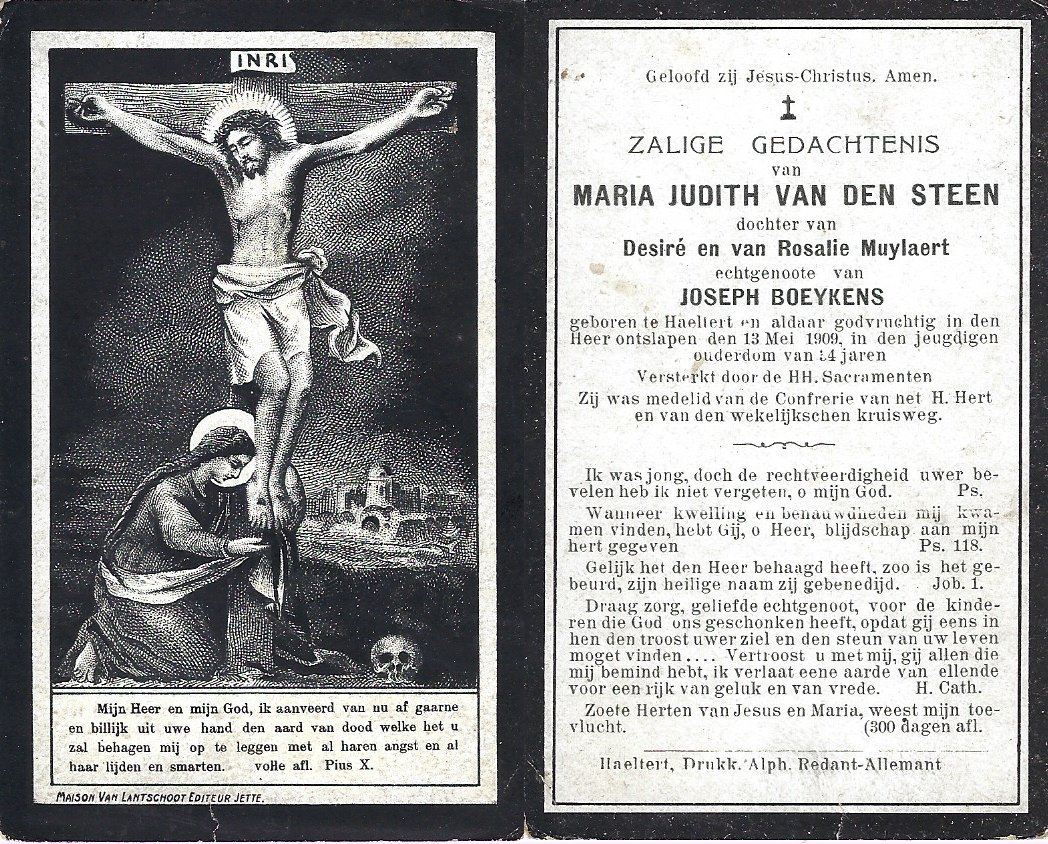 INRI
Mijn Heer en mijn God, ik aanveerd van nu af gaarne
en billijk uit uwe hand den aard van dood welke het u
zal behagen mij op te leggen met al haren angst en al
haar lijden en smarten. volle afl. Pius X.
MAISON VAN LANTSCHOOT EDITEUR JETTE.
Geloofd zij Jesus-Christus. Amen.
ZALIGE GEDACHTENIS
van
MARIA JUDITH VAN DEN STEEN
dochter van
Desiré en van Rosalie Muylaert
echtgenoote van
JOSEPH BOEYKENS
geboren te Haeltert en aldaar godvruchtig in den
Heer ontslapen den 13 Mei 1909, in den jeugdigen
ouderdom van jaren
Versterkt door de HH. Sacramenten
Zij was medelid van de Confrerie van net H. Hert
en van den wekelijkschen kruisweg.
Ik was jong, doch de rechtveerdigheid uwer be-
velen heb ik niet vergeten, o mijn God. Ps.
Wanneer kwelling en benauwdheden mij kwa-
men vinden, hebt Gij, o Heer, blijdschap aan mijn
hert gegeven Ps. 118.
Gelijk het den Heer behaagd heeft, zoo is het ge-
beurd, zijn heilige naam zij gebenedijd. Job. 1.
Draag zorg, geliefde echtgenoot, voor de kinde-
ren die God ons geschonken heeft, opdat gij eens in
hen den troost uwer ziel en den steun van uw leven
moget vinden.... Vertroost u met mij, gij allen die
mij bemind hebt, ik verlaat eene aarde van ellende
voor een rijk van geluk en van vrede. H. Cath.
Zoete Herten van Jesus en Maria, weest mijn toe-
vlucht. (300 dagen afl.
Haeltert, Drukk. Alph. Redant-Allemant